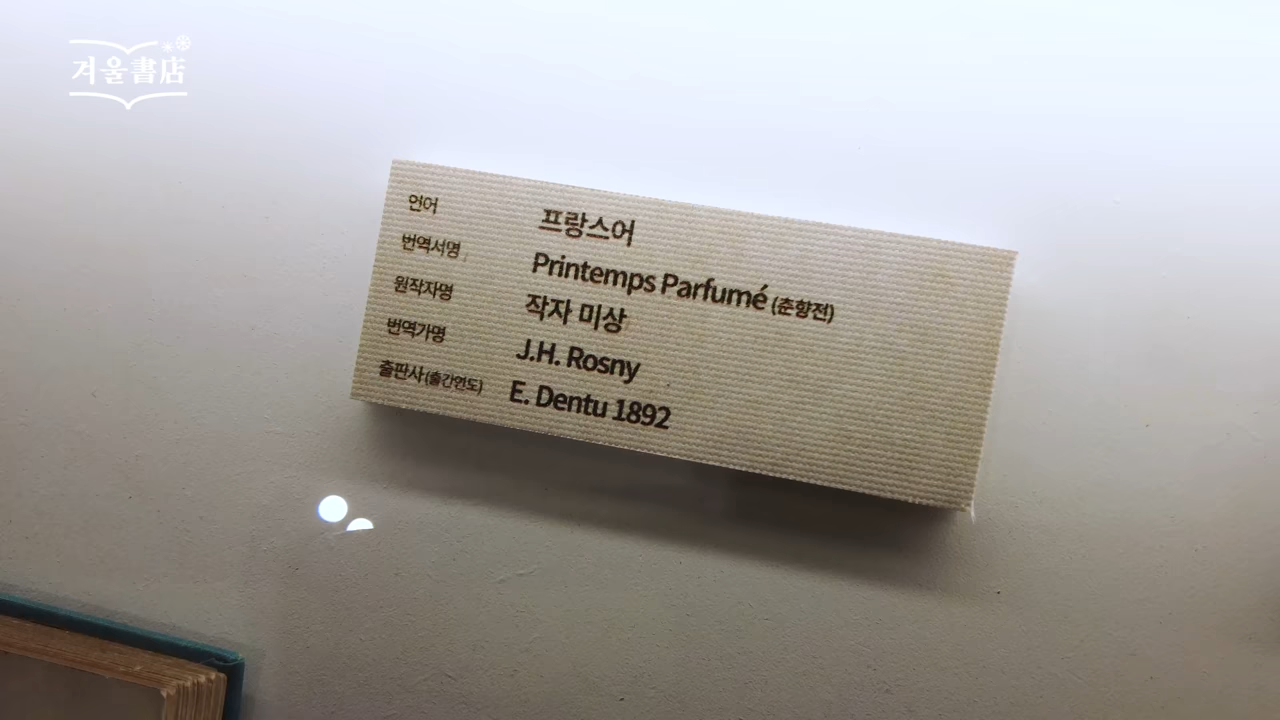 겨울書店
언어 프랑스어
번역서명 Printemps Parfumé (춘향전)
원작자명 작자 미상
번역가명 J.H. Rosny
출판사(출간연도) E. Dentu 1892